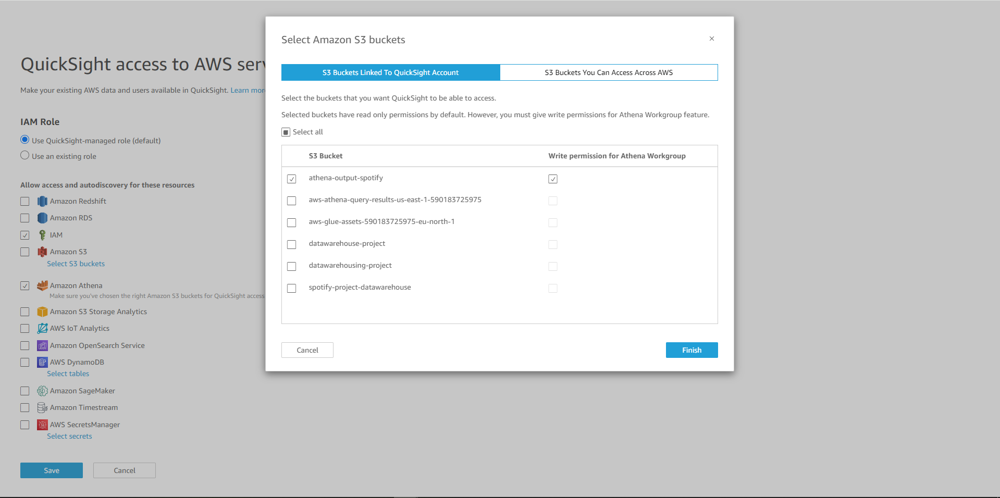 Select Amazon S3 buckets
S3 Buckets Linked To QuickSight Account
S3 Buckets You Can Access Across AWS
Select the buckets that you want QuickSight to be able to access.
Selected buckets have read only permissions by default. However, you must give write permissions for Athena Workgroup feature.
Select all
S3 Bucket
Write permission for Athena Workgroup
athena-output-spotify
aws-athena-query-results-us-east-1-590183725975
aws-glue-assets-590183725975-eu-north-1
datawarehouse-project
datawarehousing-project
spotify-project-datawarehouse
Cancel
Finish
QuickSight access to AWS
Make your existing AWS data and users available in QuickSight. Learn more
IAM Role
Use QuickSight-managed role (default)
Use an existing role
Allow access and autodiscovery for these resources
Amazon Redshift
Amazon RDS
IAM
Amazon S3
Select S3 buckets
Amazon Athena
Make sure you've chosen the right Amazon S3 buckets for QuickSight access
Amazon S3 Storage Analytics
AWS IoT Analytics
Amazon OpenSearch Service
AWS DynamoDB
Select tables
Amazon SageMaker
Amazon Timestream
AWS SecretsManager
Select secrets
Save
Cancel